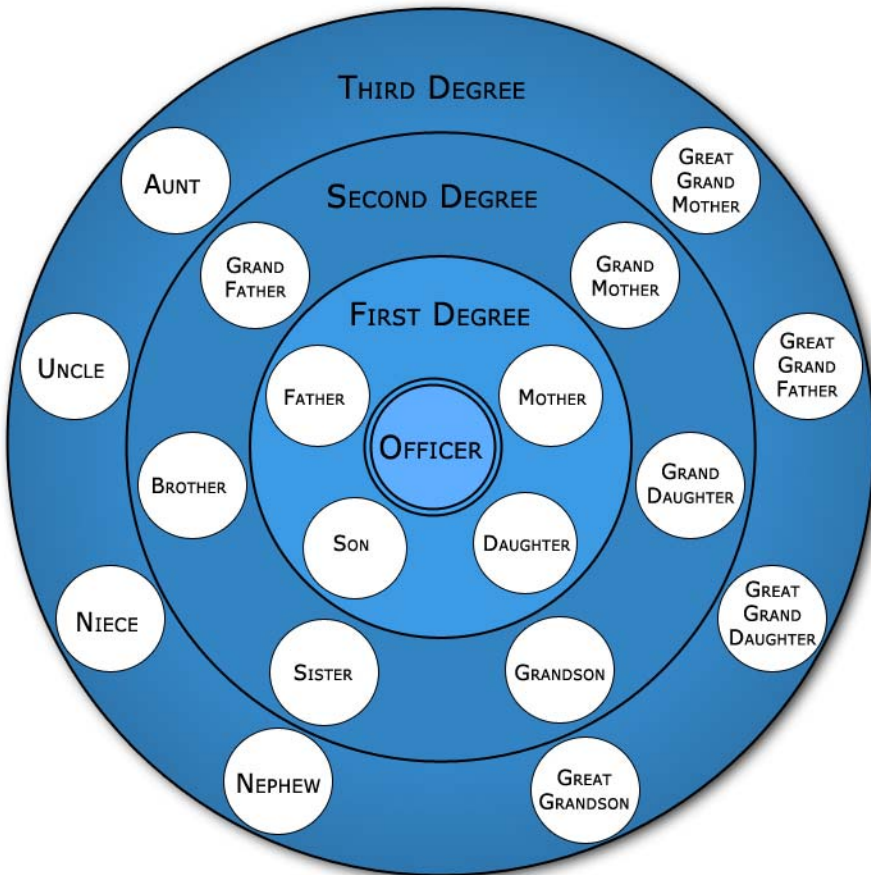 THIRD DEGREE
AUNT
GREAT
GRAND
MOTHER
SECOND DEGREE
GRAND
FATHER
GRAND
MOTHER
FIRST DEGREE
UNCLE
GREAT
GRAND
FATHER
FATHER
MOTHER
OFFICER
BROTHER
GRAND
DAUGHTER
SON
DAUGHTER
NIECE
GREAT
GRAND
DAUGHTER
SISTER
GRANDSON
NEPHEW
GREAT
GRANDSON